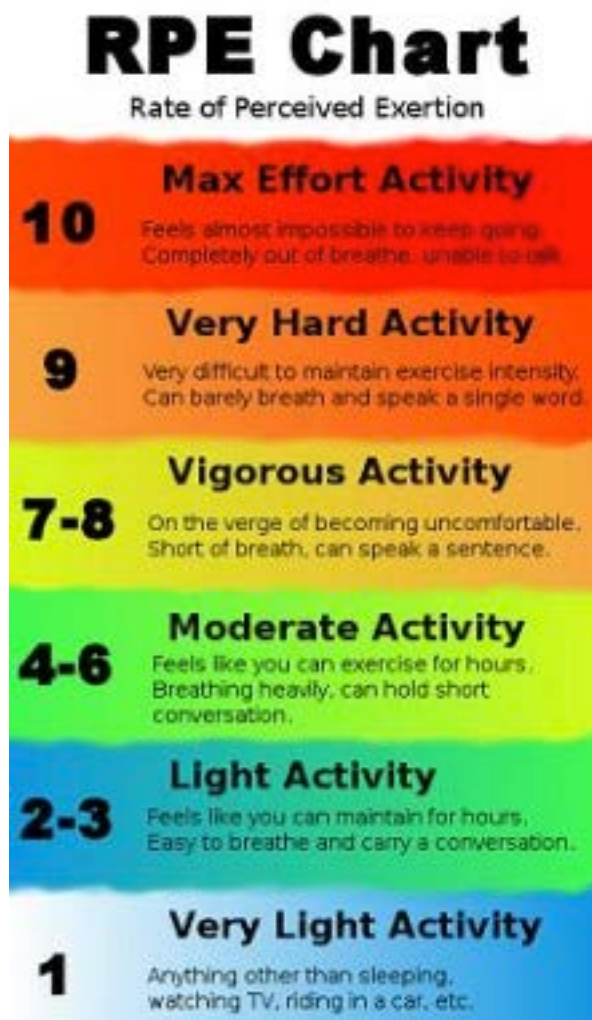 RPE Chart
Rate of Perceived Exertion
Max Effort Activity
10
Feels almost impossible to keep going.
Completely out of breathe, unable to talk.
Very Hard Activity
9
Very difficult to maintain exercise intensity.
Can barely breath and speak a single word.
Vigorous Activity
7-8
On the verge of becoming uncomfortable.
Short of breath, can speak a sentence.
Moderate Activity
4-6
Feels like you can exercise for hours.
Breathing heavily, can hold short
conversation.
Light Activity
2-3
Feels like you can maintain for hours.
Easy to breathe and carry a conversation.
Very Light Activity
1
Anything other than sleeping,
watching TV, riding in a car, etc.